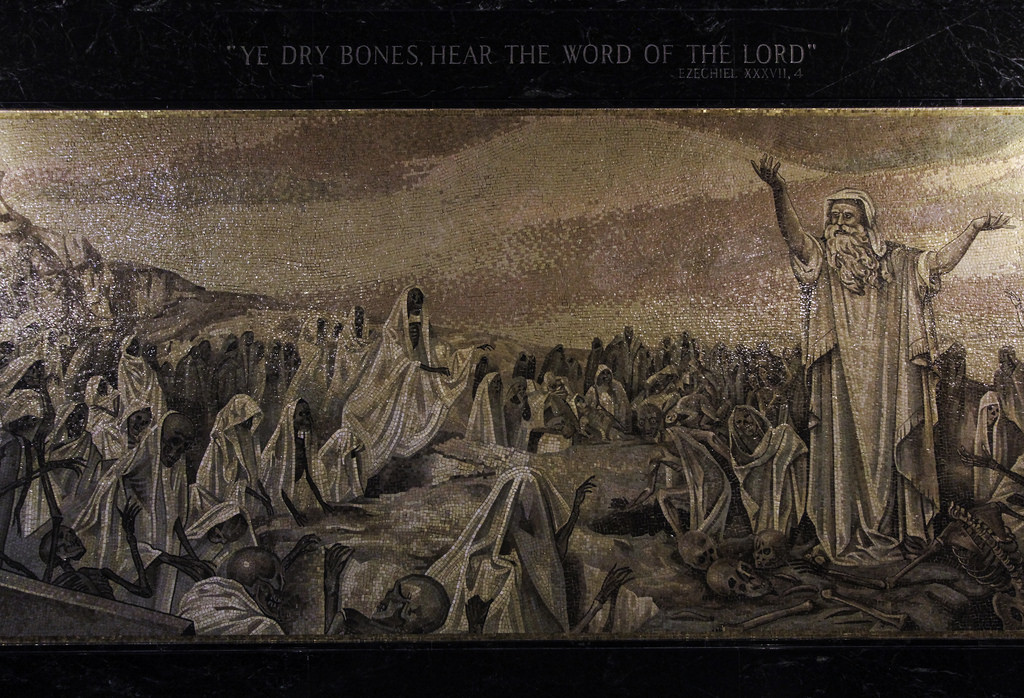 "YE DRY BONES, HEAR THE WORD OF THE LORD"
EZECHIEL XXXVII, 4